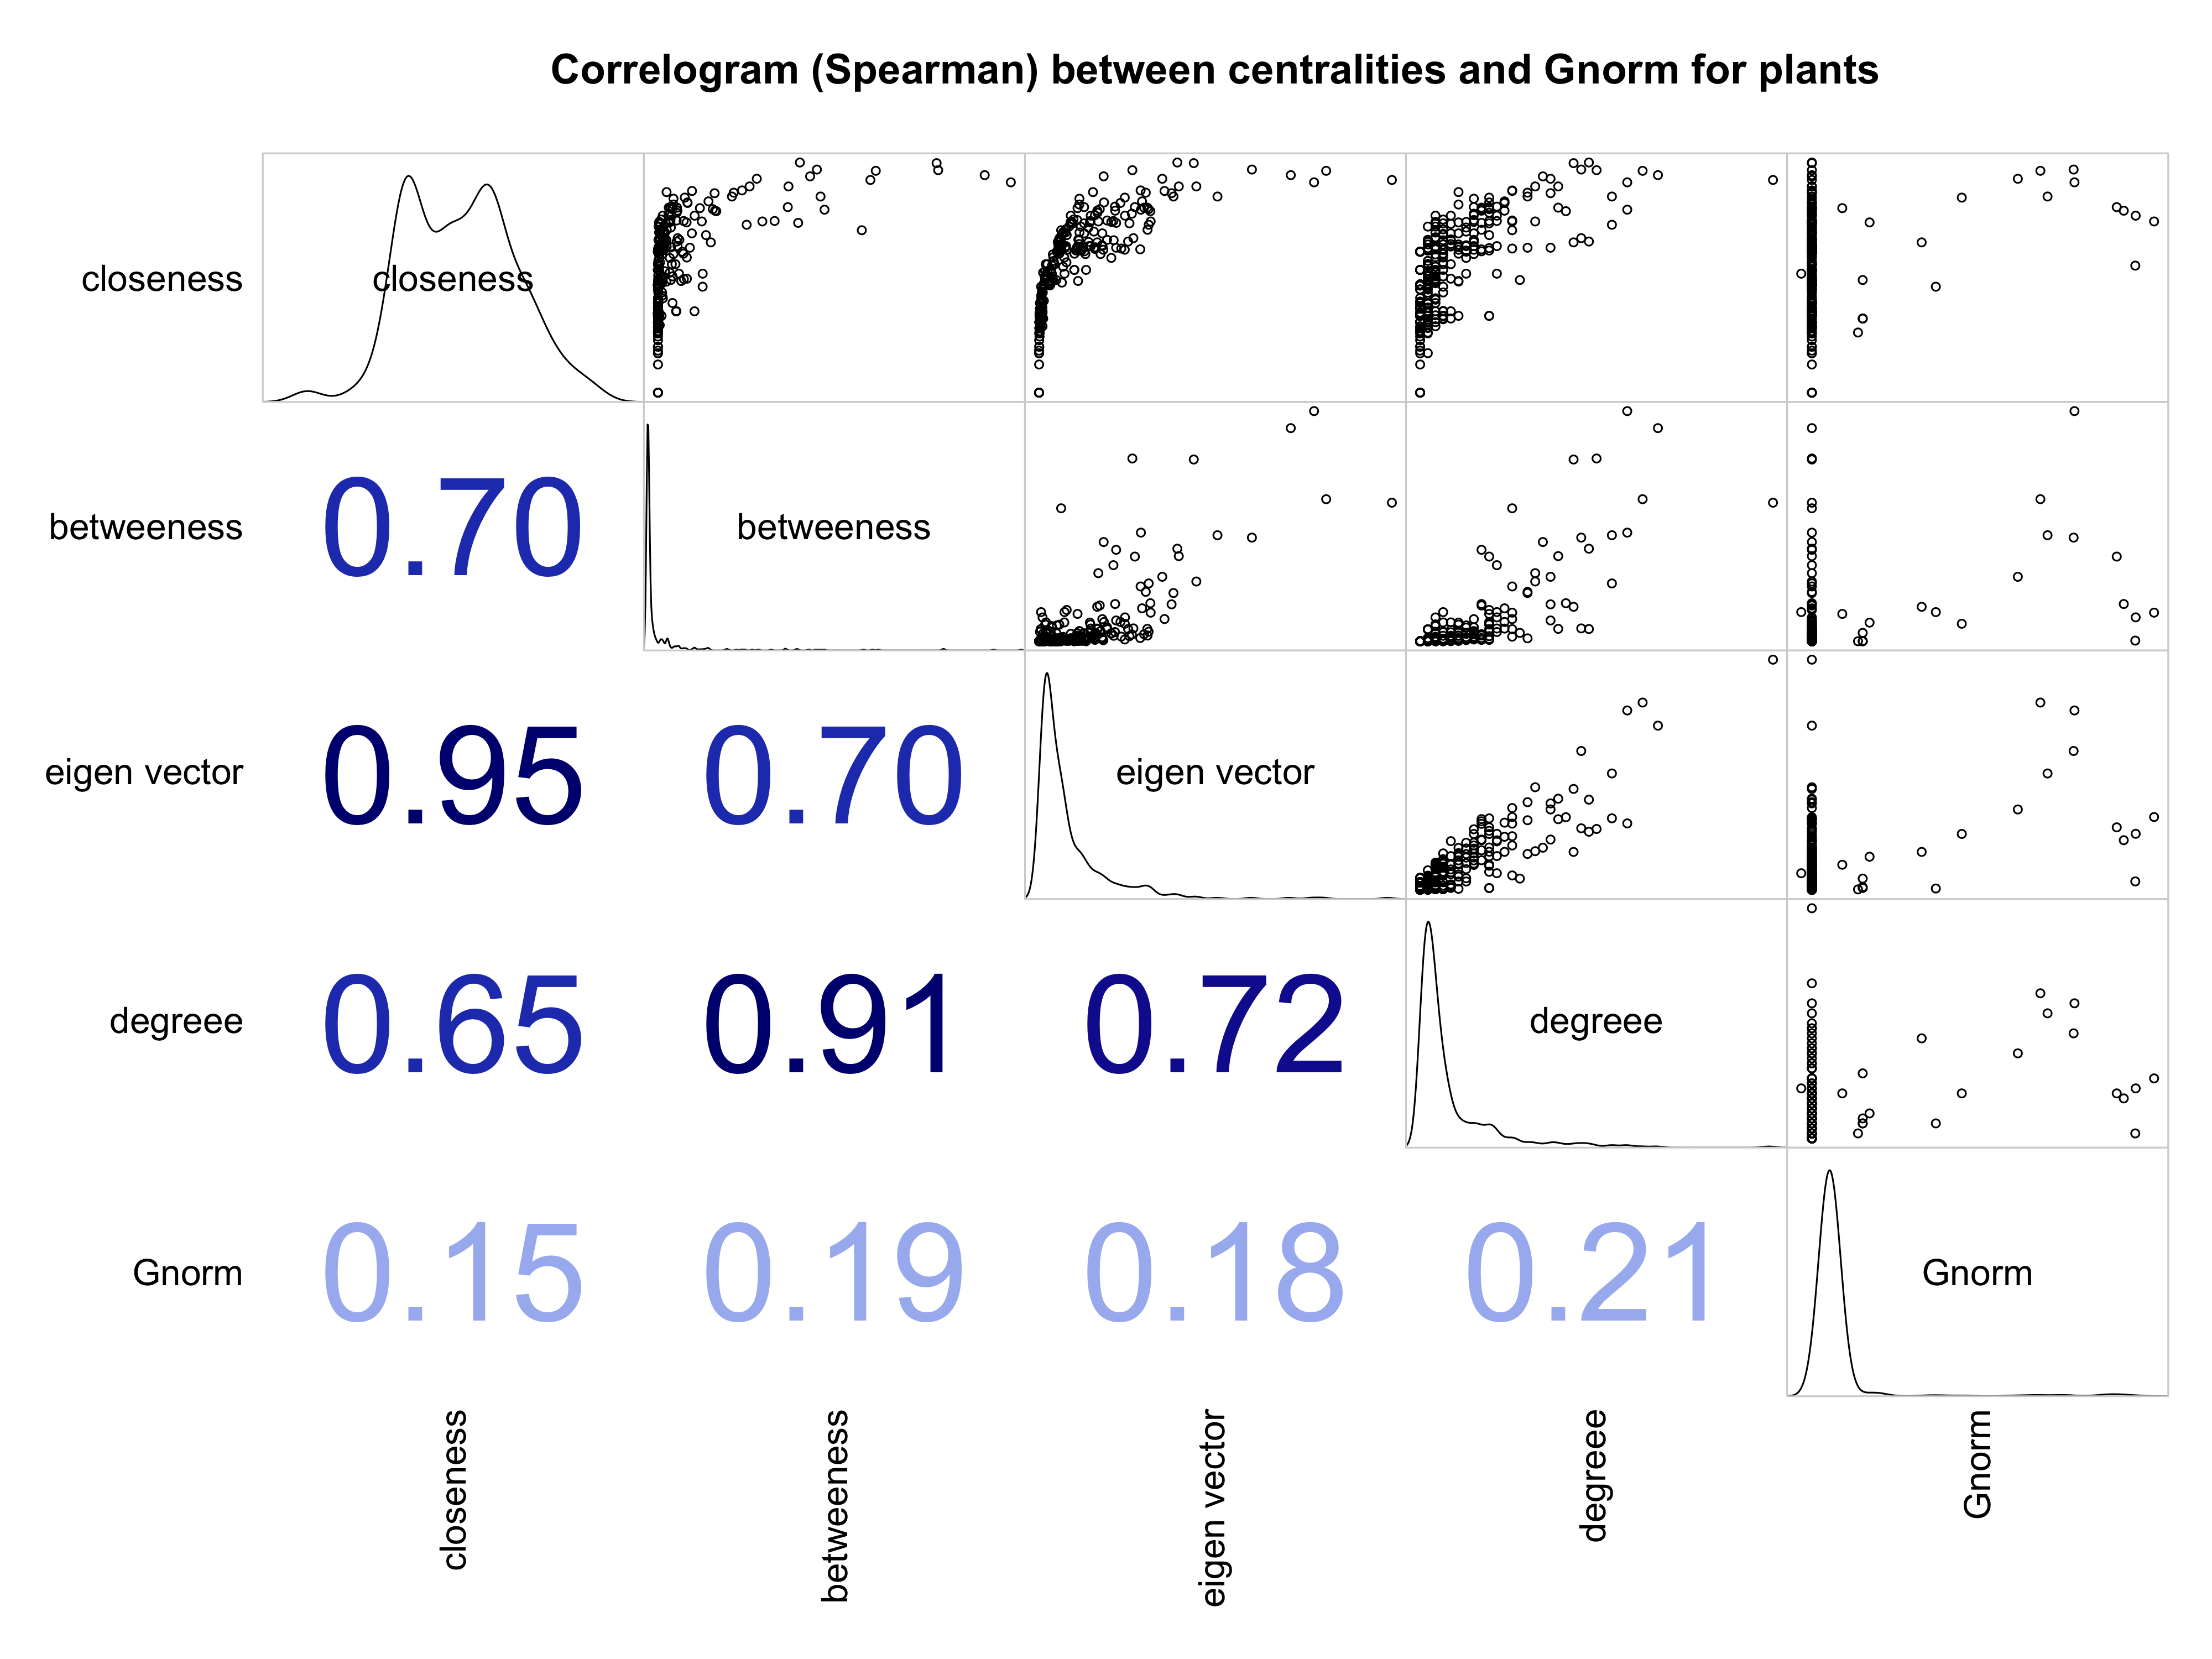 Correlogram (Spearman) between centralities and Gnorm for plants
closeness
closeness
betweeness
0.70
betweeness
eigen vector
0.95
0.70
eigen vector
degreee
0.65
0.91
0.72
degreee
Gnorm
0.15
0.19
0.18
0.21
Gnorm
closeness
betweeness
eigen vector
degreee
Gnorm